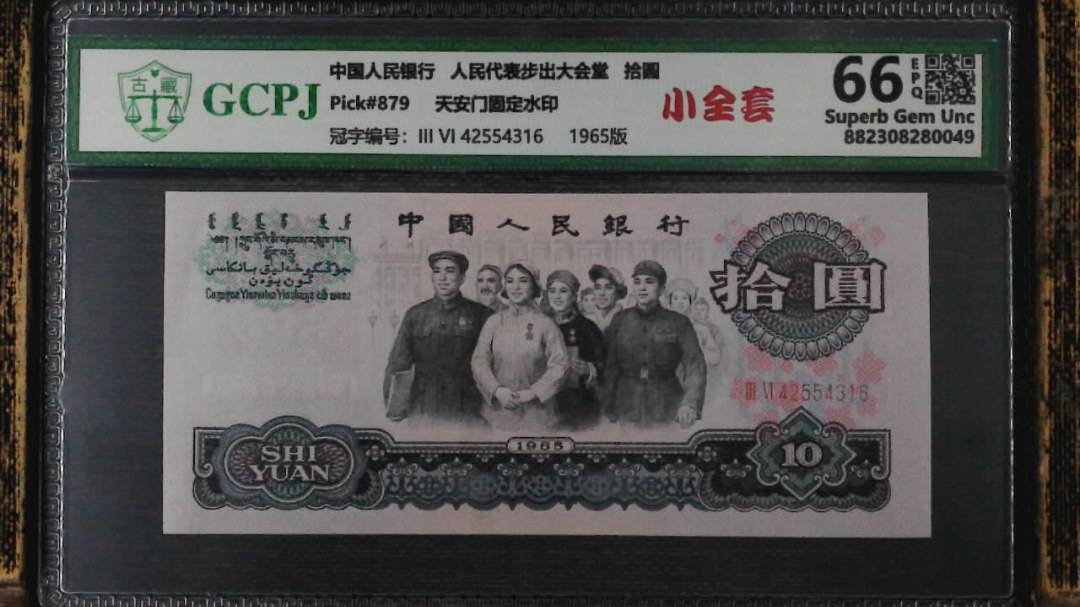 古藏
GCPJ
中国人民银行 人民代表步出大会堂 拾圆
Pick#879 天安门固定水印
冠字编号：III VI 42554316 1965版
小全套
66 EPQ
Superb Gem Unc
882308280049
中國人民銀行
拾圓
III VI 42554316
1965
SHI
YUAN
10